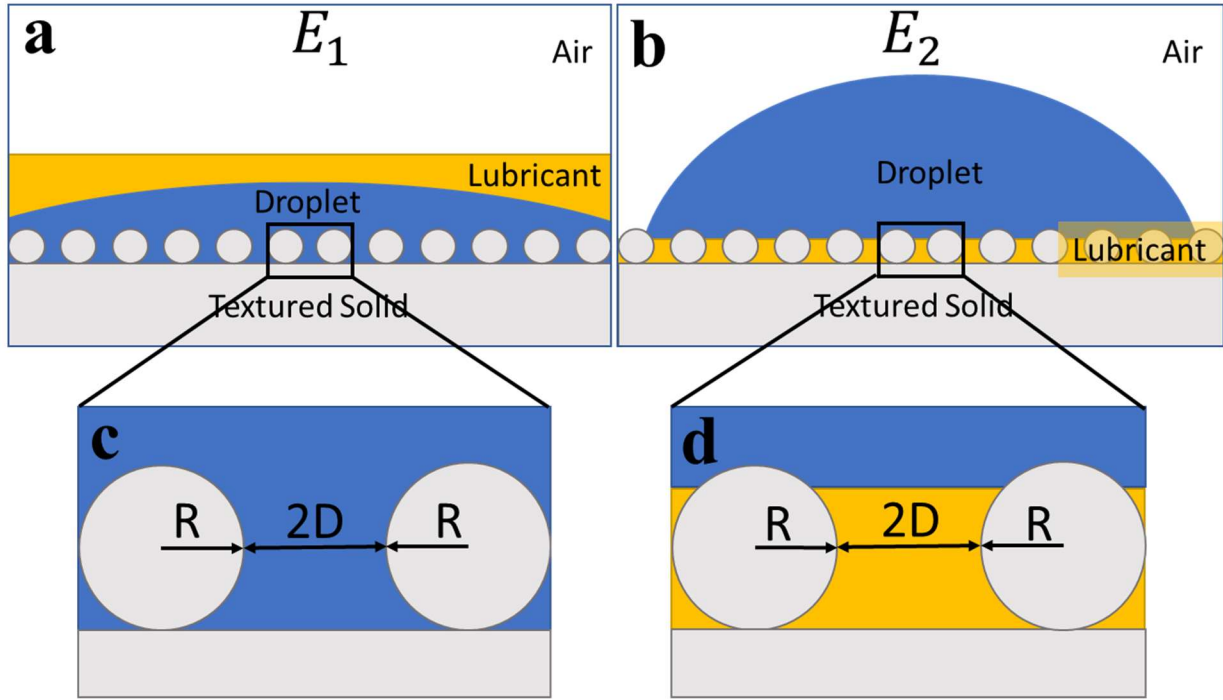 a
E₁
Air
Lubricant
Droplet
Textured Solid
b
E₂
Air
Droplet
Lubricant
Textured Solid
c
R
2D
R
d
R
2D
R